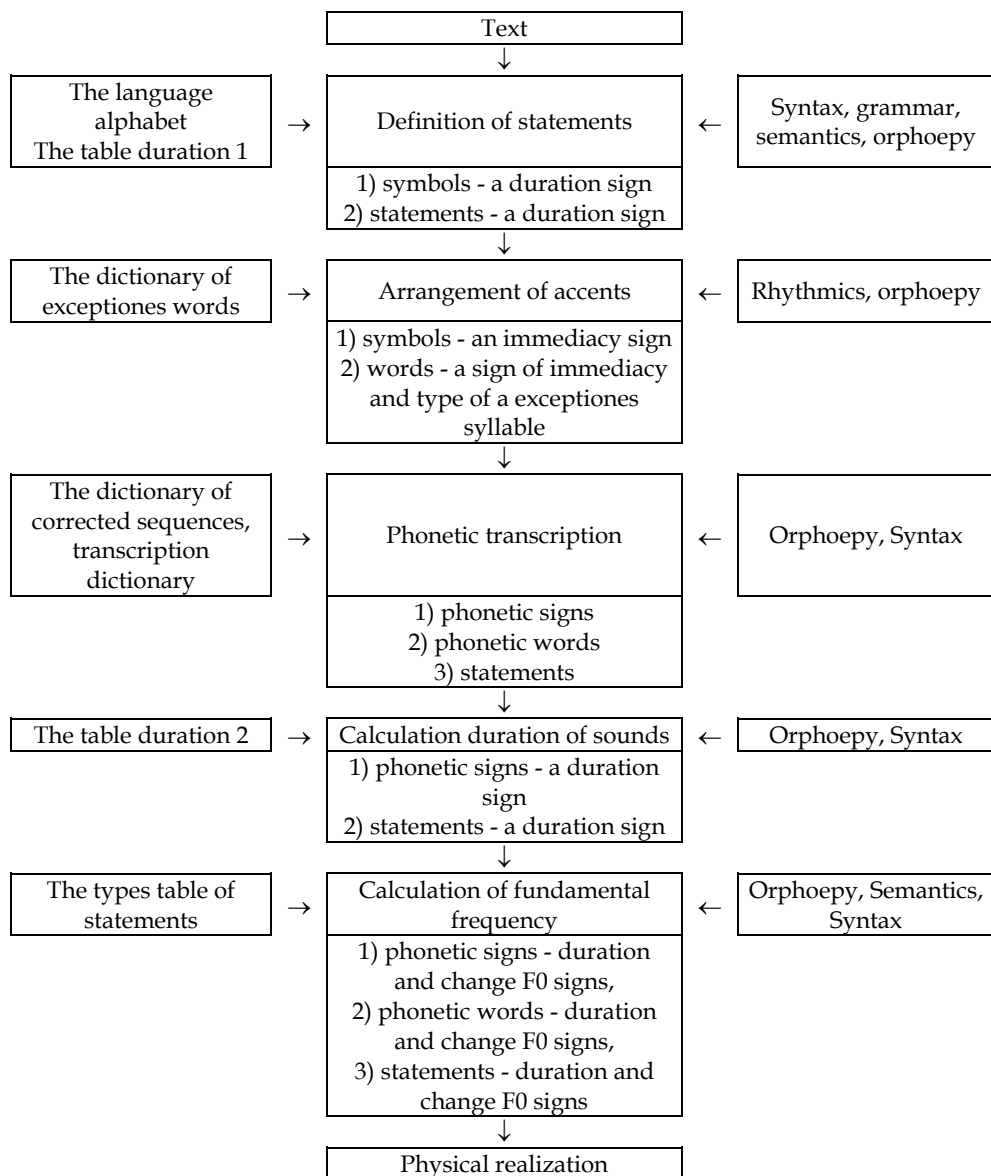 Text
↓
The language
alphabet
The table duration 1
→
Definition of statements
←
Syntax, grammar,
semantics, orphoepy
1) symbols - a duration sign
2) statements - a duration sign
↓
The dictionary of
exceptiones words
→
Arrangement of accents
←
Rhythmics, orphoepy
1) symbols - an immediacy sign
2) words - a sign of immediacy
and type of a exceptiones
syllable
↓
The dictionary of
corrected sequences,
transcription
dictionary
→
Phonetic transcription
←
Orphoepy, Syntax
1) phonetic signs
2) phonetic words
3) statements
↓
The table duration 2
→
Calculation duration of sounds
←
Orphoepy, Syntax
1) phonetic signs - a duration
sign
2) statements - a duration sign
↓
The types table of
statements
→
Calculation of fundamental
frequency
←
Orphoepy, Semantics,
Syntax
1) phonetic signs - duration
and change F0 signs,
2) phonetic words - duration
and change F0 signs,
3) statements - duration and
change F0 signs
↓
Physical realization